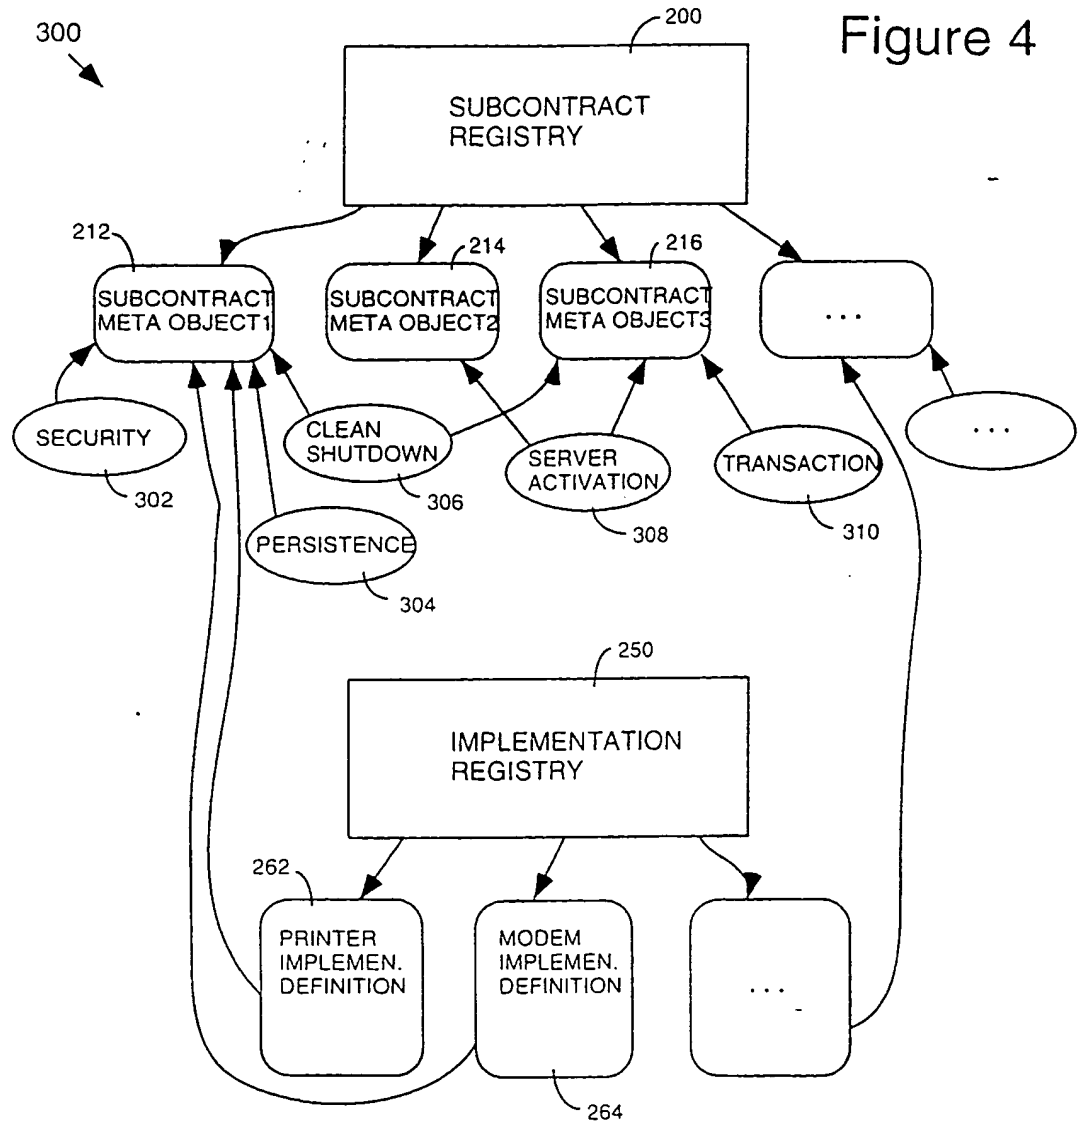 Figure 4
300
200
SUBCONTRACT
REGISTRY
212
214
216
SUBCONTRACT
META OBJECT1
SUBCONTRACT
META OBJECT2
SUBCONTRACT
META OBJECT3
...
SECURITY
302
CLEAN
SHUTDOWN
306
SERVER
ACTIVATION
308
TRANSACTION
310
...
PERSISTENCE
304
250
IMPLEMENTATION
REGISTRY
262
PRINTER
IMPLEMEN.
DEFINITION
MODEM
IMPLEMEN.
DEFINITION
264
...